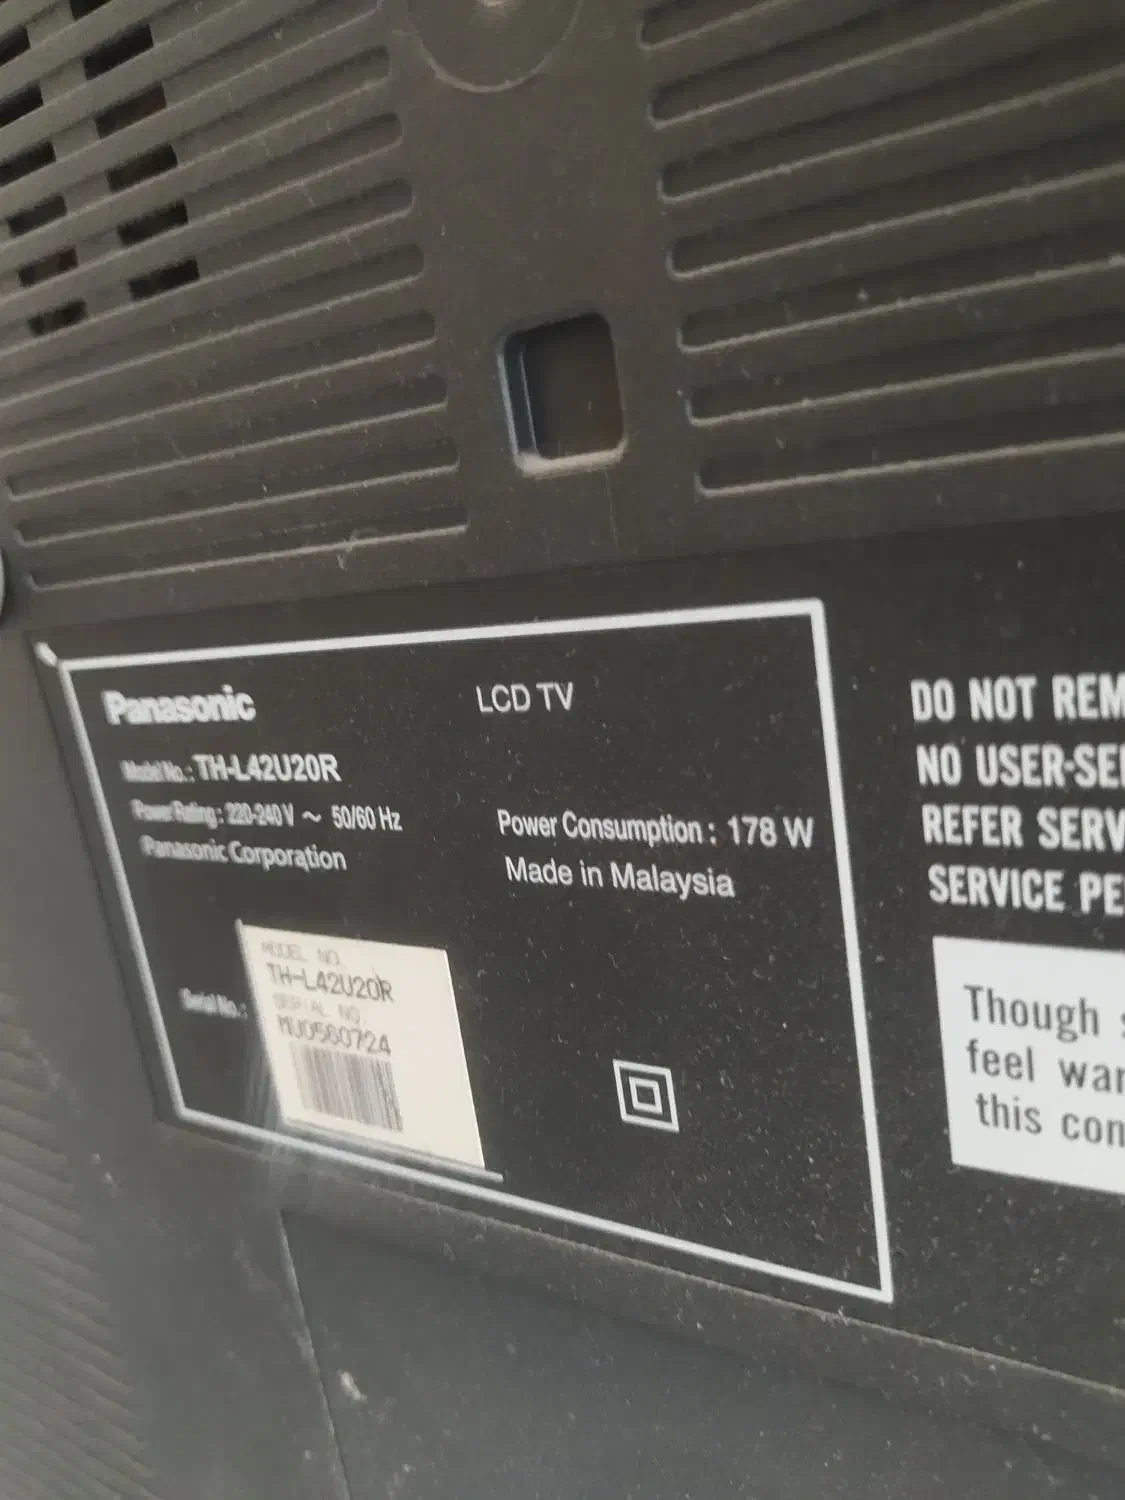 Panasonic
LCD TV
Model No.: TH-L42U20R
Power Rating: 220-240 V ~ 50/60 Hz
Power Consumption: 178 W
Panasonic Corporation
Made in Malaysia
Serial No.:
MODEL NO.
TH-L42U20R
SERIAL NO.
MU0560724
DO NOT REM
NO USER-SE
REFER SERV
SERVICE PE
Though
feel war
this con